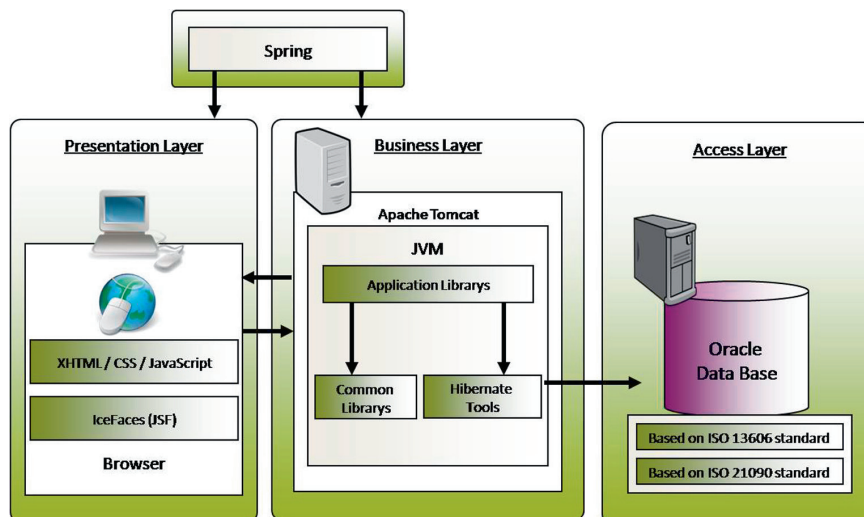 Spring
Presentation Layer
XHTML / CSS / JavaScript
IceFaces (JSF)
Browser
Business Layer
Apache Tomcat
JVM
Application Librarys
Common
Librarys
Hibernate
Tools
Access Layer
Oracle
Data Base
Based on ISO 13606 standard
Based on ISO 21090 standard